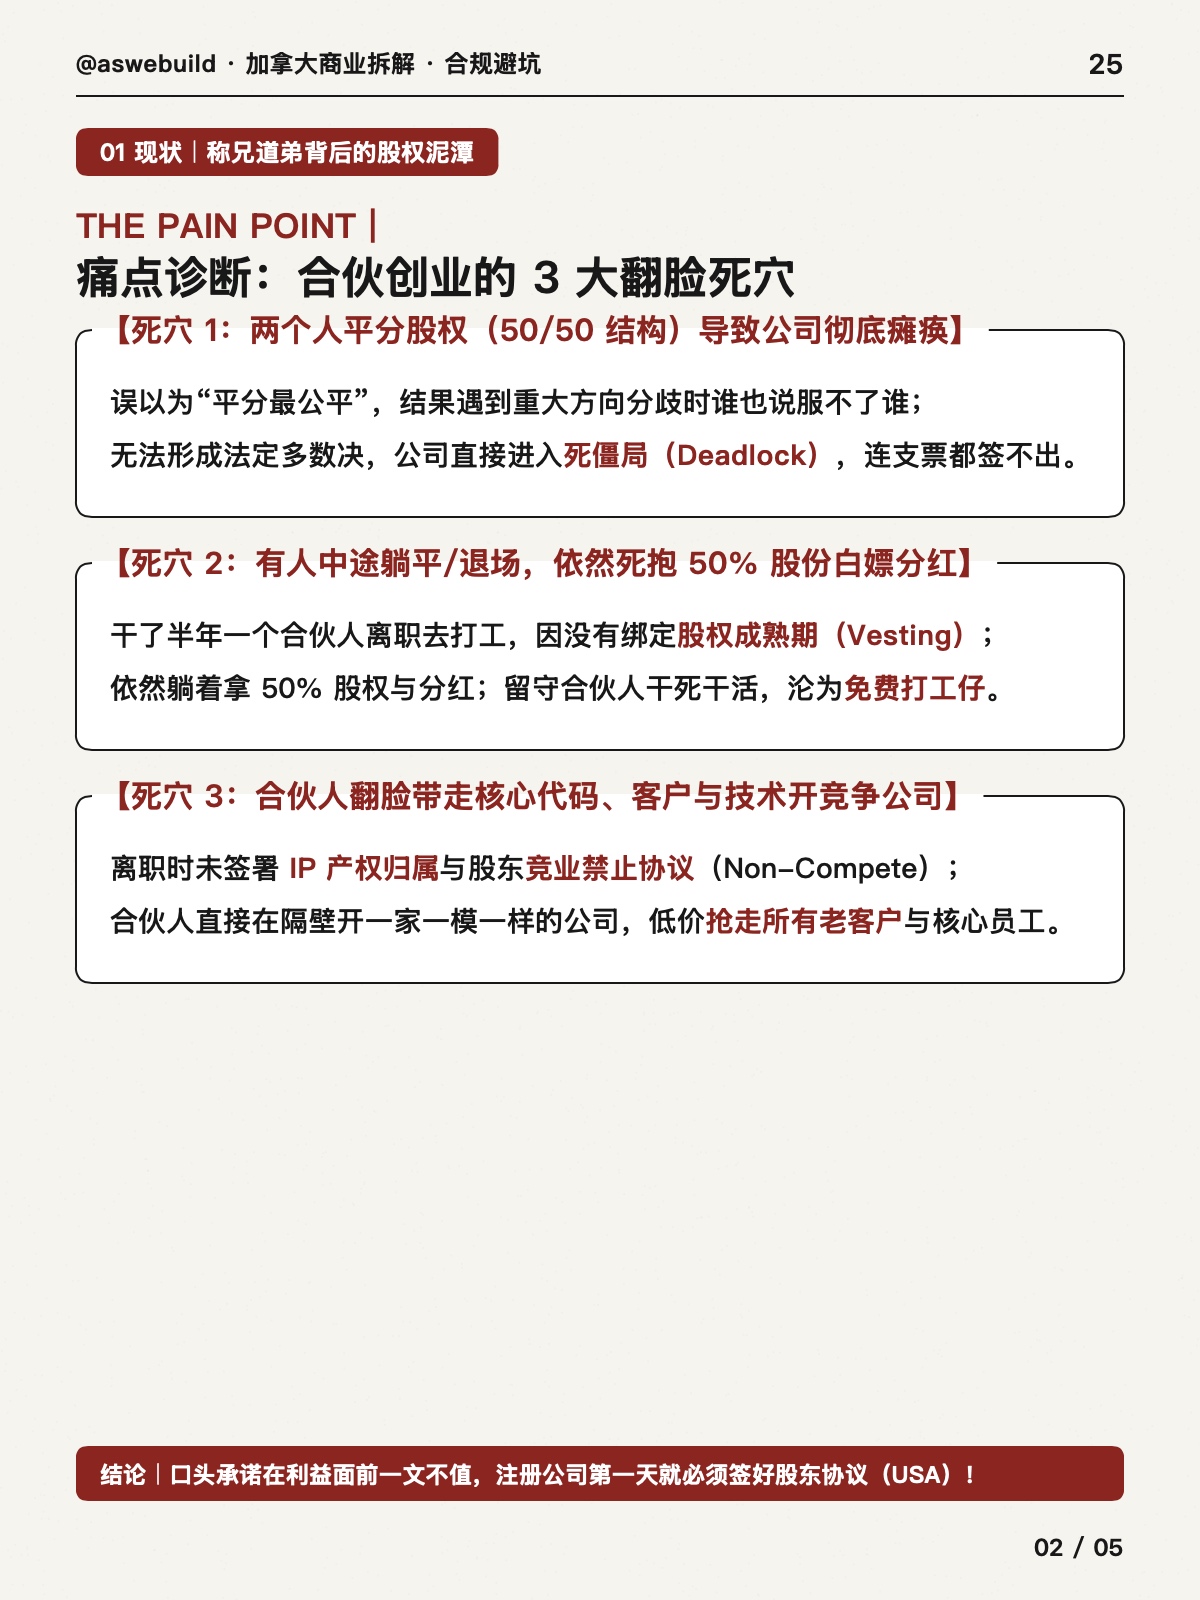 @aswebuild · 加拿大商业拆解 · 合规避坑
25
01 现状｜称兄道弟背后的股权泥潭
THE PAIN POINT |
痛点诊断：合伙创业的 3 大翻脸死穴
【死穴 1：两个人平分股权（50/50 结构）导致公司彻底瘫痪】
误以为“平分最公平”，结果遇到重大方向分歧时谁也说服不了谁；
无法形成法定多数决，公司直接进入死僵局（Deadlock），连支票都签不出。
【死穴 2：有人中途躺平/退场，依然死抱 50% 股份白嫖分红】
干了半年一个合伙人离职去打工，因没有绑定股权成熟期（Vesting）；
依然躺着拿 50% 股权与分红；留守合伙人干死干活，沦为免费打工仔。
【死穴 3：合伙人翻脸带走核心代码、客户与技术开竞争公司】
离职时未签署 IP 产权归属与股东竞业禁止协议（Non-Compete）；
合伙人直接在隔壁开一家一模一样的公司，低价抢走所有老客户与核心员工。
结论｜口头承诺在利益面前一文不值，注册公司第一天就必须签好股东协议（USA）！
02 / 05